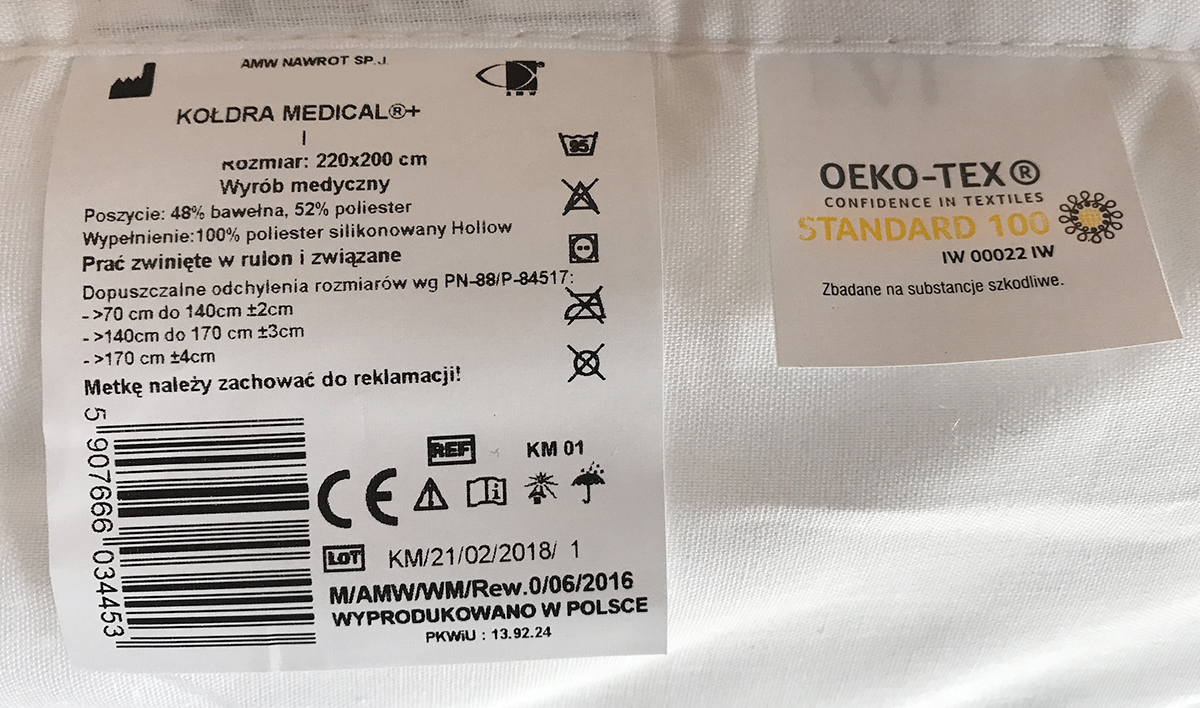 AMW NAWROT SP.J.
AMW
KOŁDRA MEDICAL®+
I
Rozmiar: 220x200 cm
Wyrób medyczny
Poszycie: 48% bawełna, 52% poliester
Wypełnienie:100% poliester silikonowany Hollow
Prać zwinięte w rulon i związane
Dopuszczalne odchylenia rozmiarów wg PN-88/P-84517:
->70 cm do 140cm ±2cm
->140cm do 170 cm ±3cm
->170 cm ±4cm
Metkę należy zachować do reklamacji!
95
5 907666 034453
REF KM 01
CE
LOT KM/21/02/2018/ 1
M/AMW/WM/Rew.0/06/2016
WYPRODUKOWANO W POLSCE
PKWiU : 13.92.24
OEKO-TEX®
CONFIDENCE IN TEXTILES
STANDARD 100
IW 00022 IW
Zbadane na substancje szkodliwe.